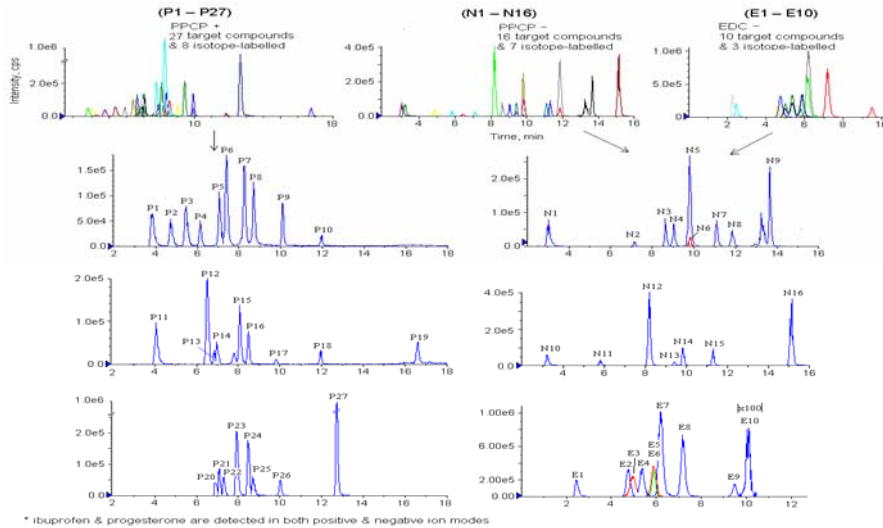 (P1 – P27)
PPCP +
27 target compounds
& 8 isotope-labelled
(N1 – N16)
PPCP –
16 target compounds
& 7 isotope-labelled
(E1 – E10)
EDC –
10 target compounds
& 3 isotope-labelled
Intensity, cps
1.0e6
2.0e5
0.0
10
18
4.0e5
2.0e5
0.0
4
6
8
10
12
14
16
Time, min
1.0e6
5.0e5
0.0
5
10
1.5e5
1.0e5
5.0e4
0.0
P1
P2
P3
P4
P5
P6
P7
P8
P9
P10
2
4
6
8
10
12
14
16
18
2.0e5
1.0e5
0.0
N1
N2
N3
N4
N5
N6
N7
N8
N9
2
4
6
8
10
12
14
16
2.0e5
1.0e5
0.0
P11
P12
P13
P14
P15
P16
P17
P18
P19
2
4
6
8
10
12
14
16
18
4.0e5
2.0e5
0.0
N10
N11
N12
N13
N14
N15
N16
4
6
8
10
12
14
16
1.0e6
2.0e5
0.0
P20
P21
P22
P23
P24
P25
P26
P27
2
4
6
8
10
12
14
16
18
1.00e6
8.00e5
4.00e5
0.00
E1
E2
E3
E4
E5
E6
E7
E8
E9
E10
x100
2
4
6
8
10
12
* ibuprofen & progesterone are detected in both positive & negative ion modes